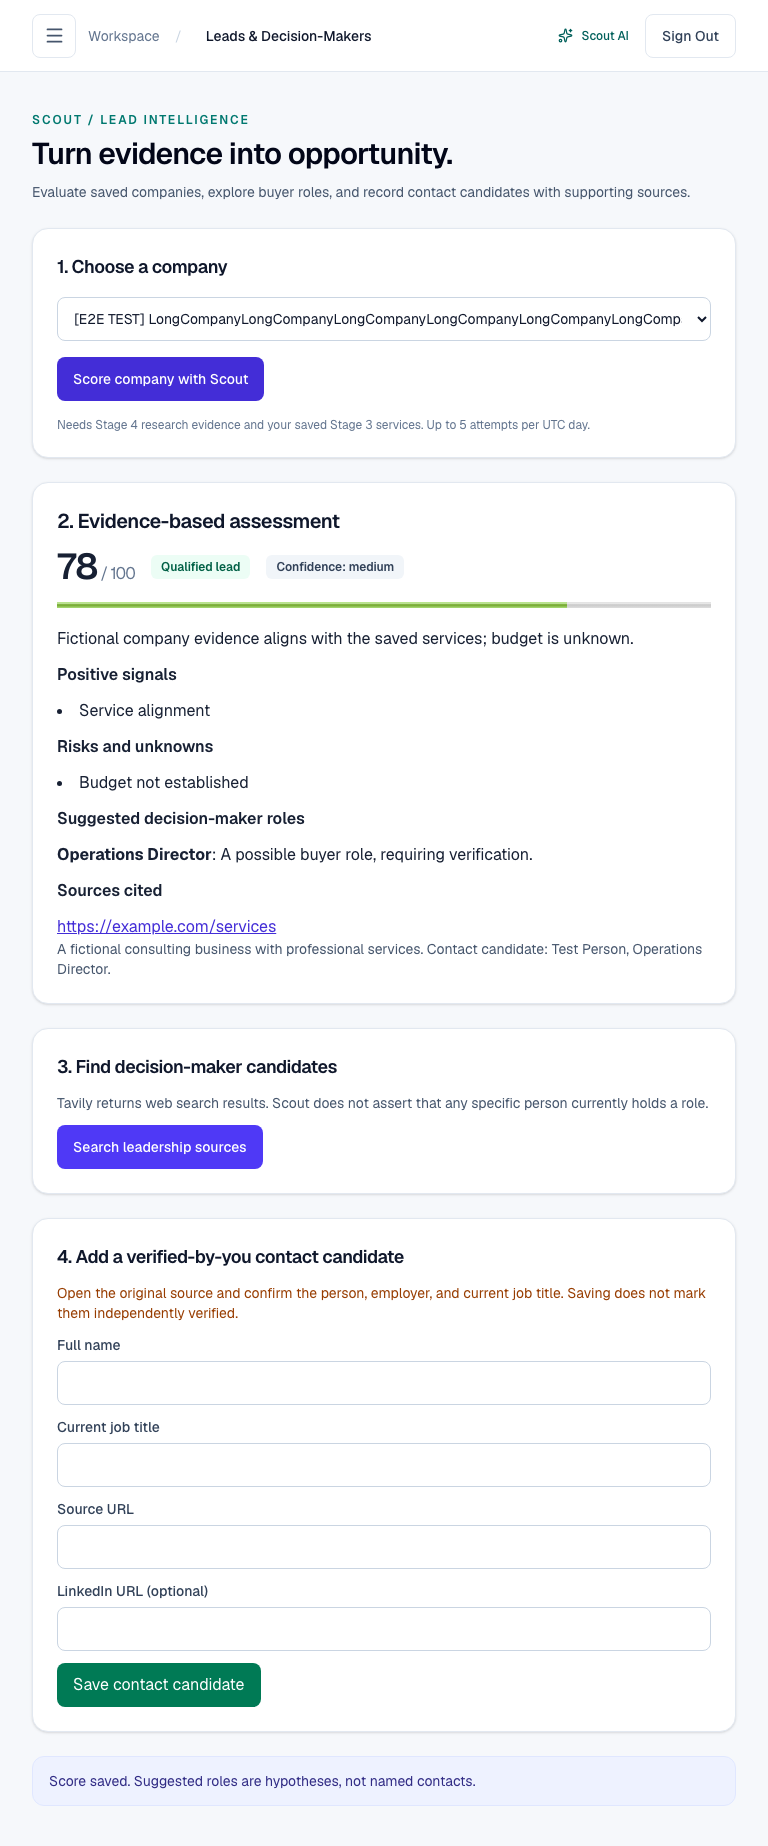 Workspace / Leads & Decision-Makers Scout AI Sign Out
SCOUT / LEAD INTELLIGENCE
Turn evidence into opportunity.
Evaluate saved companies, explore buyer roles, and record contact candidates with supporting sources.
1. Choose a company
[E2E TEST] LongCompanyLongCompanyLongCompanyLongCompanyLongCompanyLongComp
Score company with Scout
Needs Stage 4 research evidence and your saved Stage 3 services. Up to 5 attempts per UTC day.
2. Evidence-based assessment
78 / 100 Qualified lead Confidence: medium
Fictional company evidence aligns with the saved services; budget is unknown.
Positive signals
• Service alignment
Risks and unknowns
• Budget not established
Suggested decision-maker roles
Operations Director: A possible buyer role, requiring verification.
Sources cited
https://example.com/services
A fictional consulting business with professional services. Contact candidate: Test Person, Operations
Director.
3. Find decision-maker candidates
Tavily returns web search results. Scout does not assert that any specific person currently holds a role.
Search leadership sources
4. Add a verified-by-you contact candidate
Open the original source and confirm the person, employer, and current job title. Saving does not mark
them independently verified.
Full name
Current job title
Source URL
LinkedIn URL (optional)
Save contact candidate
Score saved. Suggested roles are hypotheses, not named contacts.